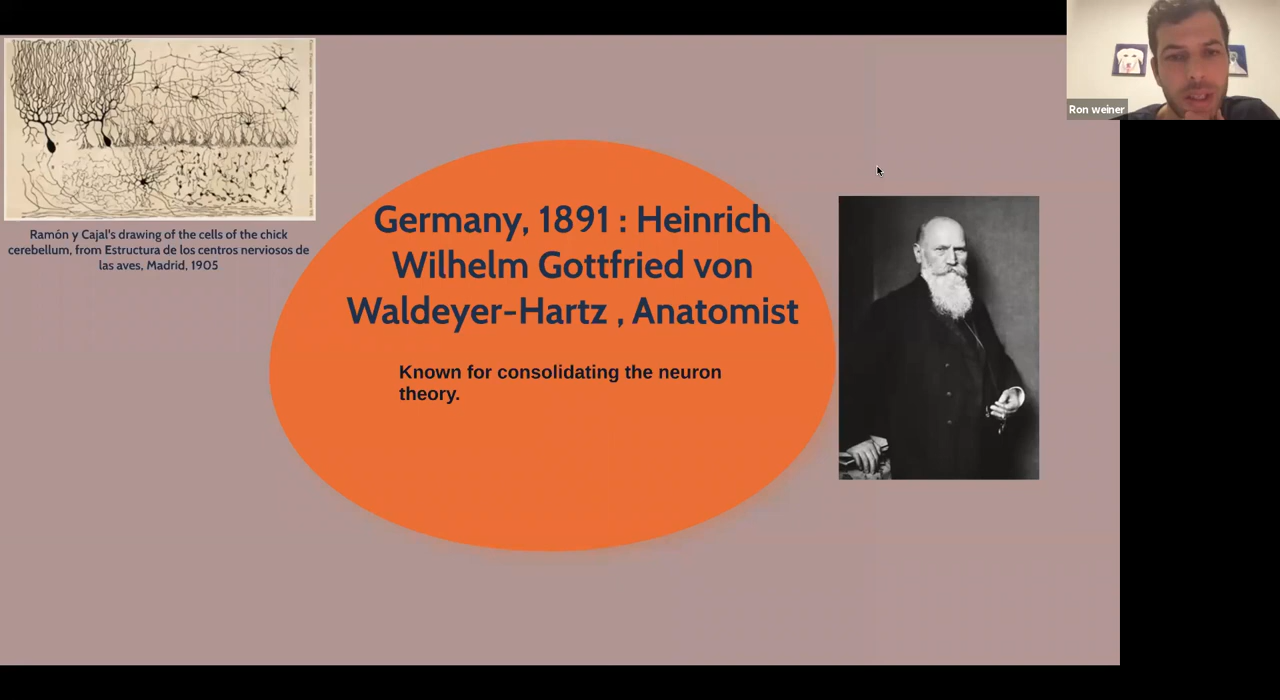 Ramón y Cajal's drawing of the cells of the chick
cerebellum, from Estructura de los centros nerviosos de
las aves, Madrid, 1905
Germany, 1891 : Heinrich
Wilhelm Gottfried von
Waldeyer-Hartz , Anatomist
Known for consolidating the neuron
theory.
Ron weiner